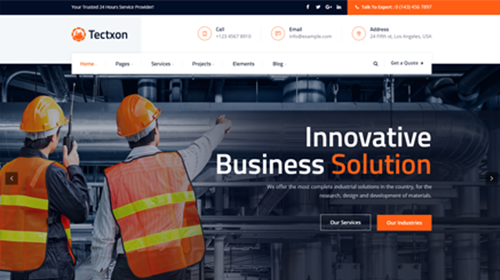 Your Trusted 24 Hours Service Provider!
Talk To Expert : 0 (143) 456 7897
Tectxon
Call
+123 4567 8910
Email
info@example.com
Address
24 Fifth st, Los Angeles, USA
Home
Pages
Services
Projects
Elements
Blog
Get a Quote
Innovative
Business Solution
We offer the most complete industrial solutions in the country, for the
research, design and development of materials.
Our Services
Our Industries